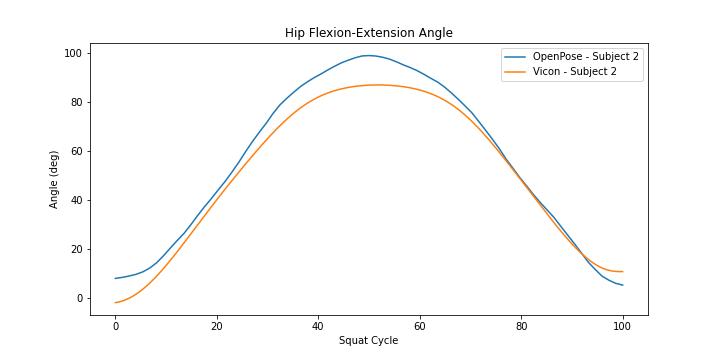 Hip Flexion-Extension Angle
OpenPose - Subject 2
Vicon - Subject 2
Angle (deg)
100
80
60
40
20
0
0 20 40 60 80 100
Squat Cycle